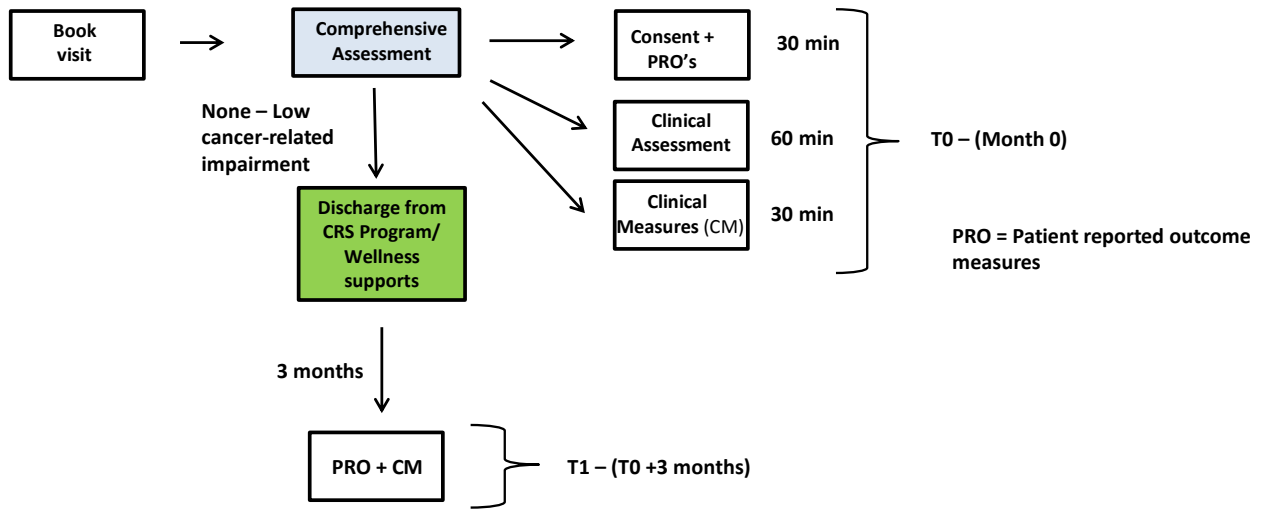 Book
visit
Comprehensive
Assessment
Consent +
PRO’s
30 min
None – Low
cancer-related
impairment
Clinical
Assessment
60 min
T0 – (Month 0)
Clinical
Measures (CM)
30 min
Discharge from
CRS Program/
Wellness
supports
PRO = Patient reported outcome
measures
3 months
PRO + CM
T1 – (T0 +3 months)